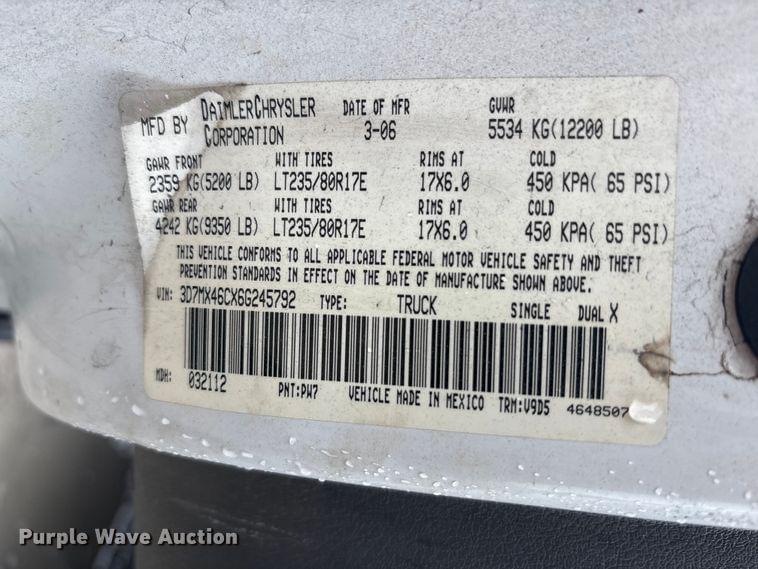 MFD BY DAIMLERCHRYSLER CORPORATION DATE OF MFR 3-06 GVWR 5534 KG(12200 LB)
GAWR FRONT WITH TIRES RIMS AT COLD
2359 KG(5200 LB) LT235/80R17E 17X6.0 450 KPA( 65 PSI)
GAWR REAR WITH TIRES RIMS AT COLD
4242 KG(9350 LB) LT235/80R17E 17X6.0 450 KPA( 65 PSI)
THIS VEHICLE CONFORMS TO ALL APPLICABLE FEDERAL MOTOR VEHICLE SAFETY AND THEFT
PREVENTION STANDARDS IN EFFECT ON THE DATE OF MANUFACTURE SHOWN ABOVE.
VIN: 3D7MX46CX6G245792 TYPE: TRUCK SINGLE DUAL X
MDH: 032112 PNT:PW7 VEHICLE MADE IN MEXICO TRM:V9D5 4648507
Purple Wave Auction